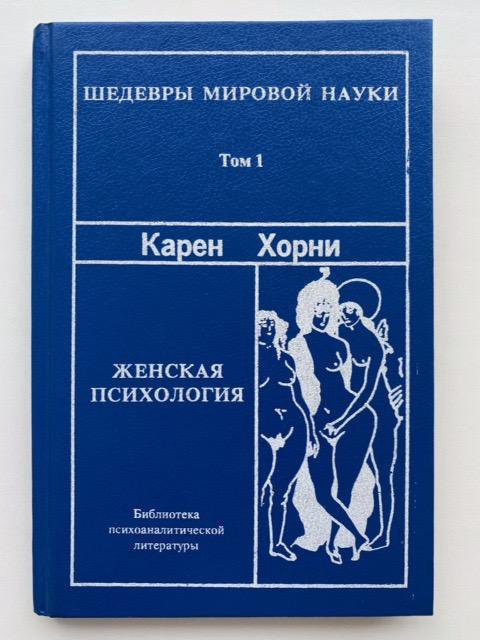 ШЕДЕВРЫ МИРОВОЙ НАУКИ
Том 1
Карен Хорни
ЖЕНСКАЯ
ПСИХОЛОГИЯ
Библиотека
психоаналитической
литературы